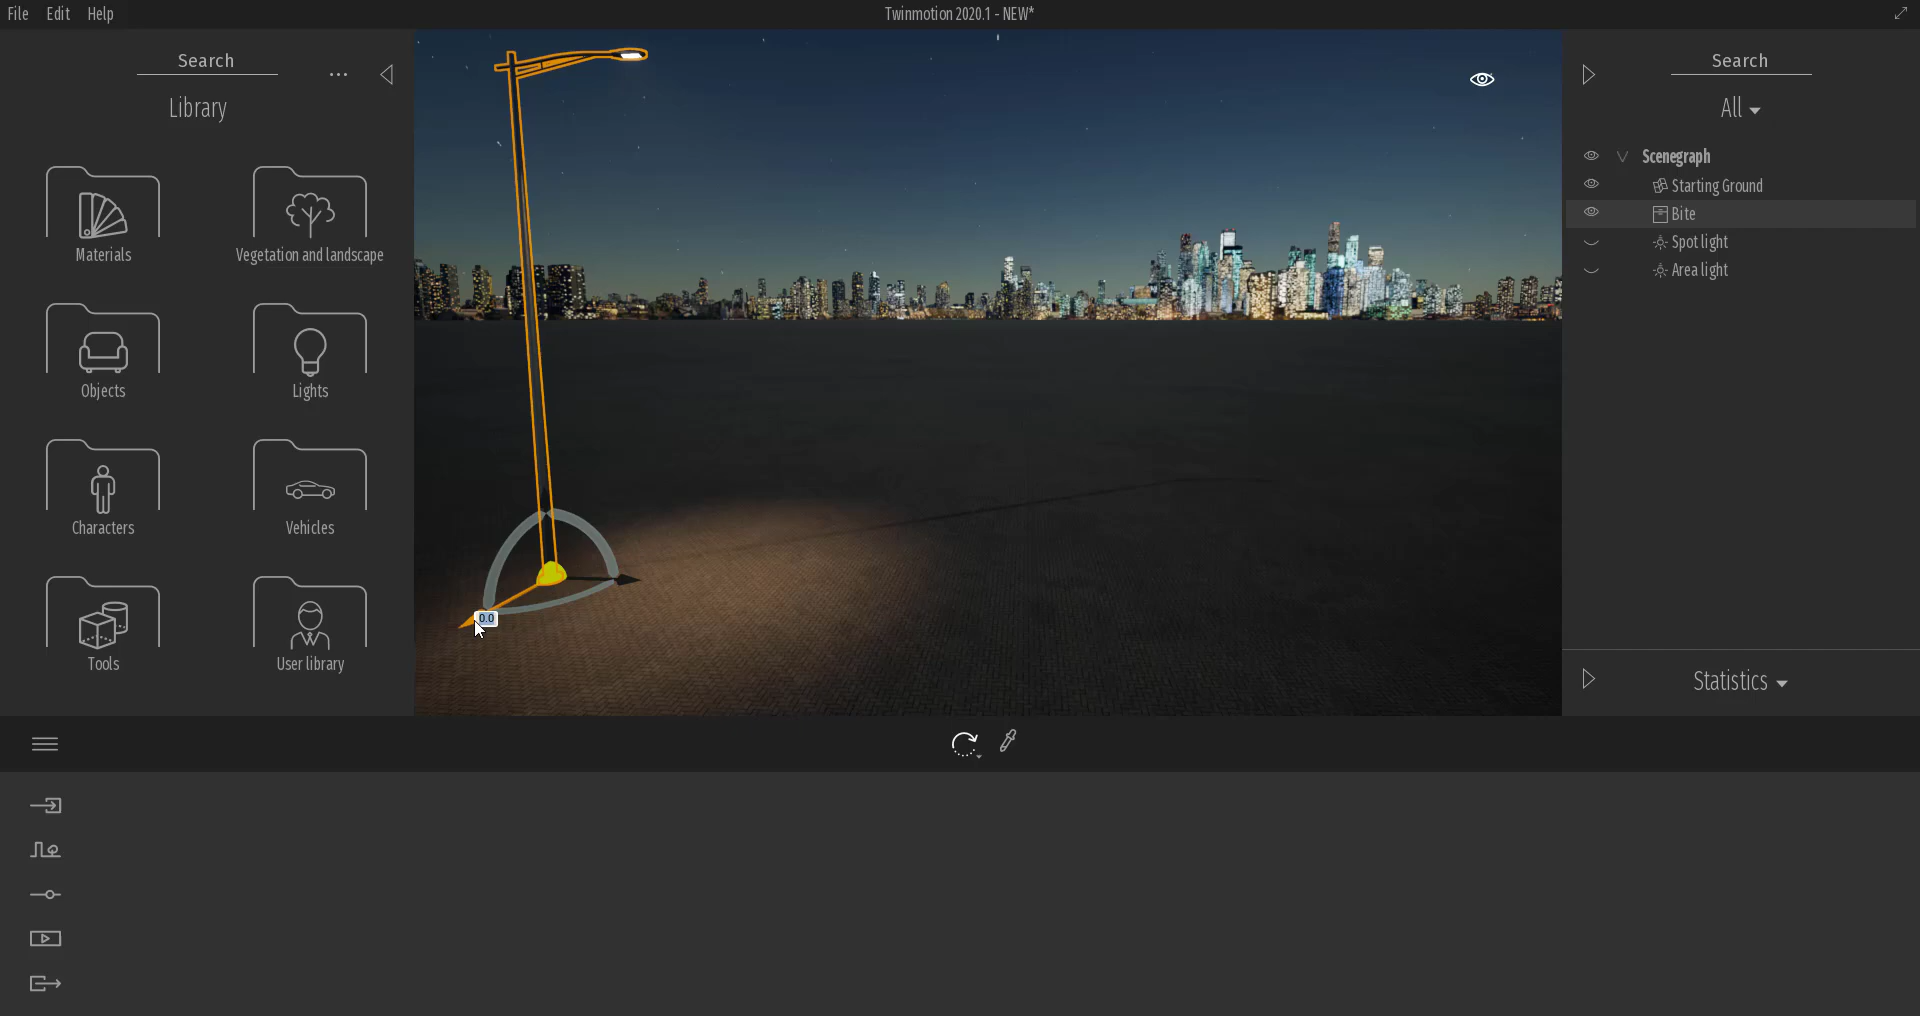 File Edit Help
Twinmotion 2020.1 - NEW*
Search
Library
Materials
Vegetation and landscape
Objects
Lights
Characters
Vehicles
Tools
User library
0.0
Search
All
Scenegraph
Starting Ground
Bite
Spot light
Area light
Statistics